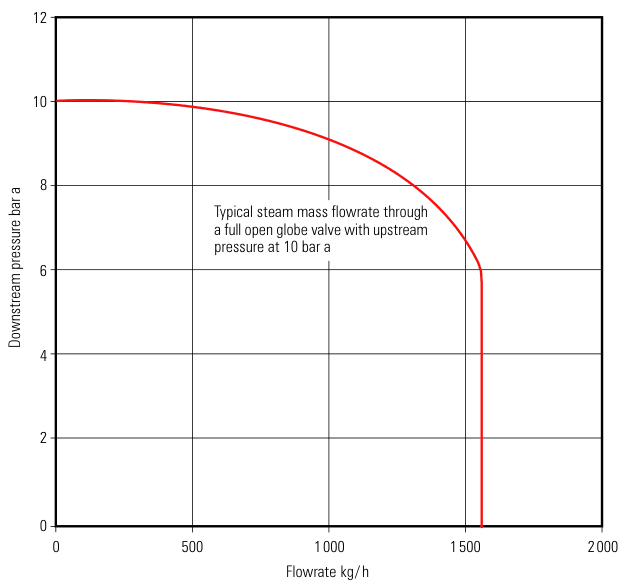 12
10
8
6
4
2
0
Downstream pressure bar a
Typical steam mass flowrate through
a full open globe valve with upstream
pressure at 10 bar a
0
500
1 000
1 500
2 000
Flowrate kg/h